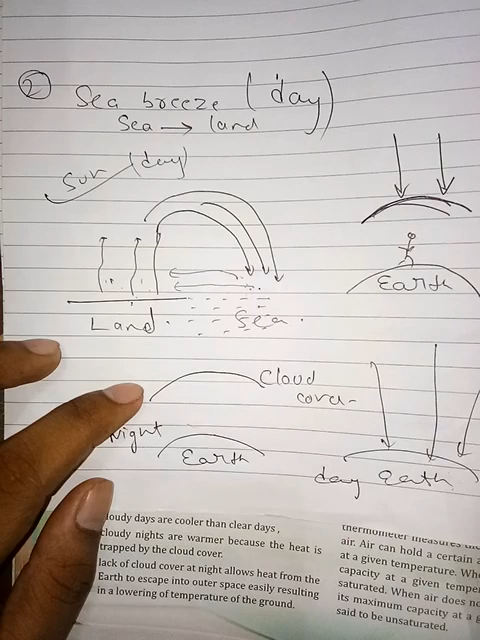 2
Sea breeze (day)
Sea → land
Sun (day)
Earth
Land.
Sea.
Cloud
cover
Night
Earth
day Earth
loudy days are cooler than clear days,
cloudy nights are warmer because the heat is
trapped by the cloud cover.
lack of cloud cover at night allows heat from the
Earth to escape into outer space easily resulting
in a lowering of temperature of the ground.
thermometer measures
air. Air can hold a certain
at a given temperature.
capacity at a given
saturated. When air does
its maximum capacity at a
said to be unsaturated.